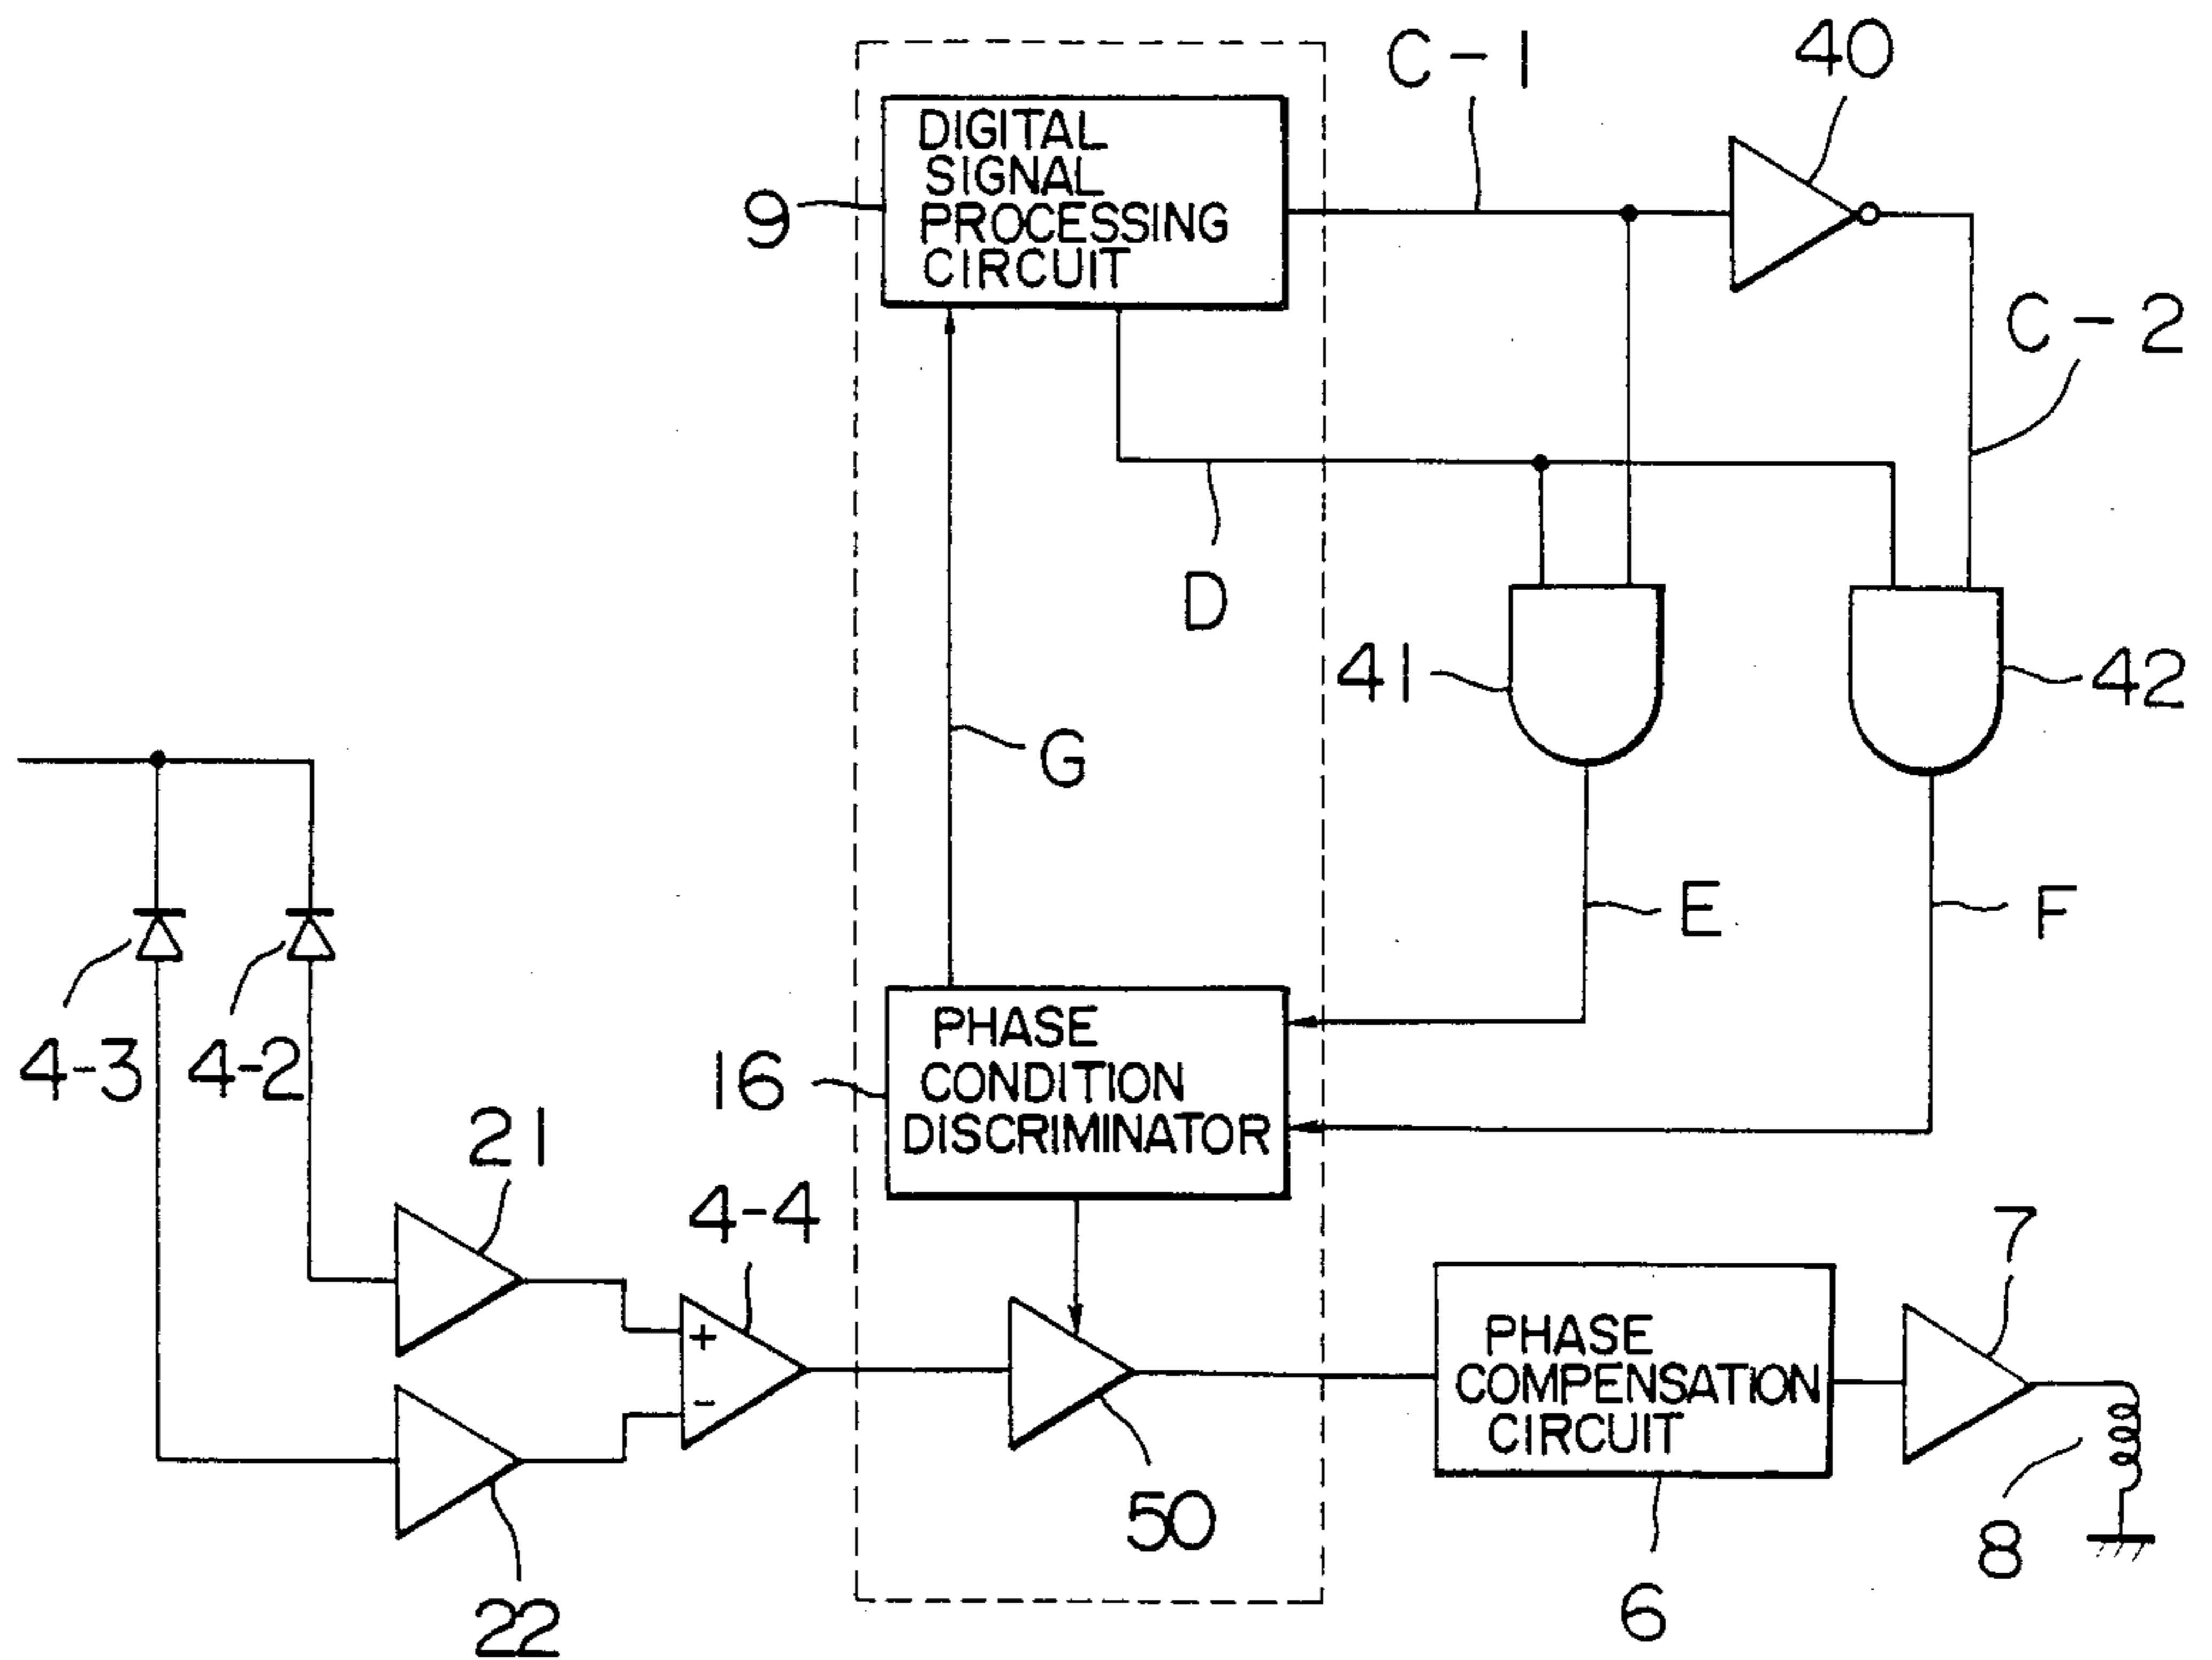 C-1
40
DIGITAL
SIGNAL
PROCESSING
CIRCUIT
9
C-2
D
41
42
G
E
F
4-3
4-2
16
PHASE
CONDITION
DISCRIMINATOR
21
4-4
7
+
-
PHASE
COMPENSATION
CIRCUIT
50
8
22
6